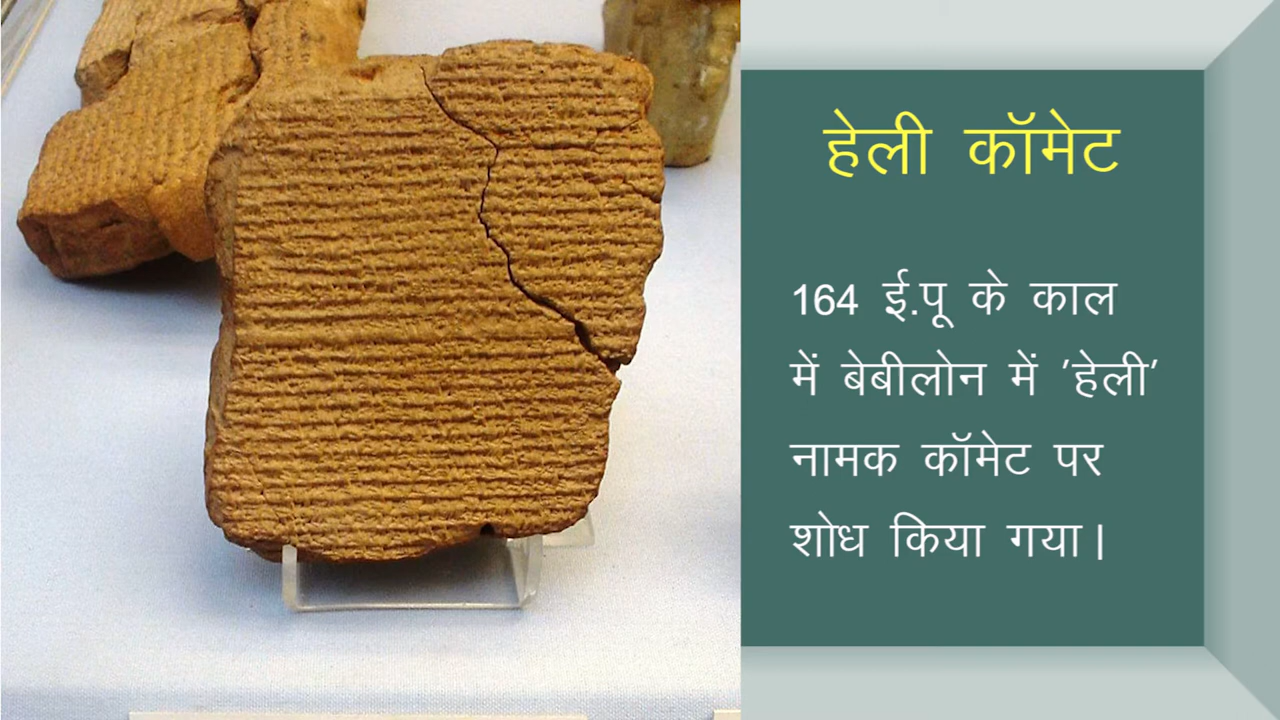 हेली कॉमेट
164 ई.पू के काल
में बेबीलोन में ’हेली’
नामक कॉमेट पर
शोध किया गया।